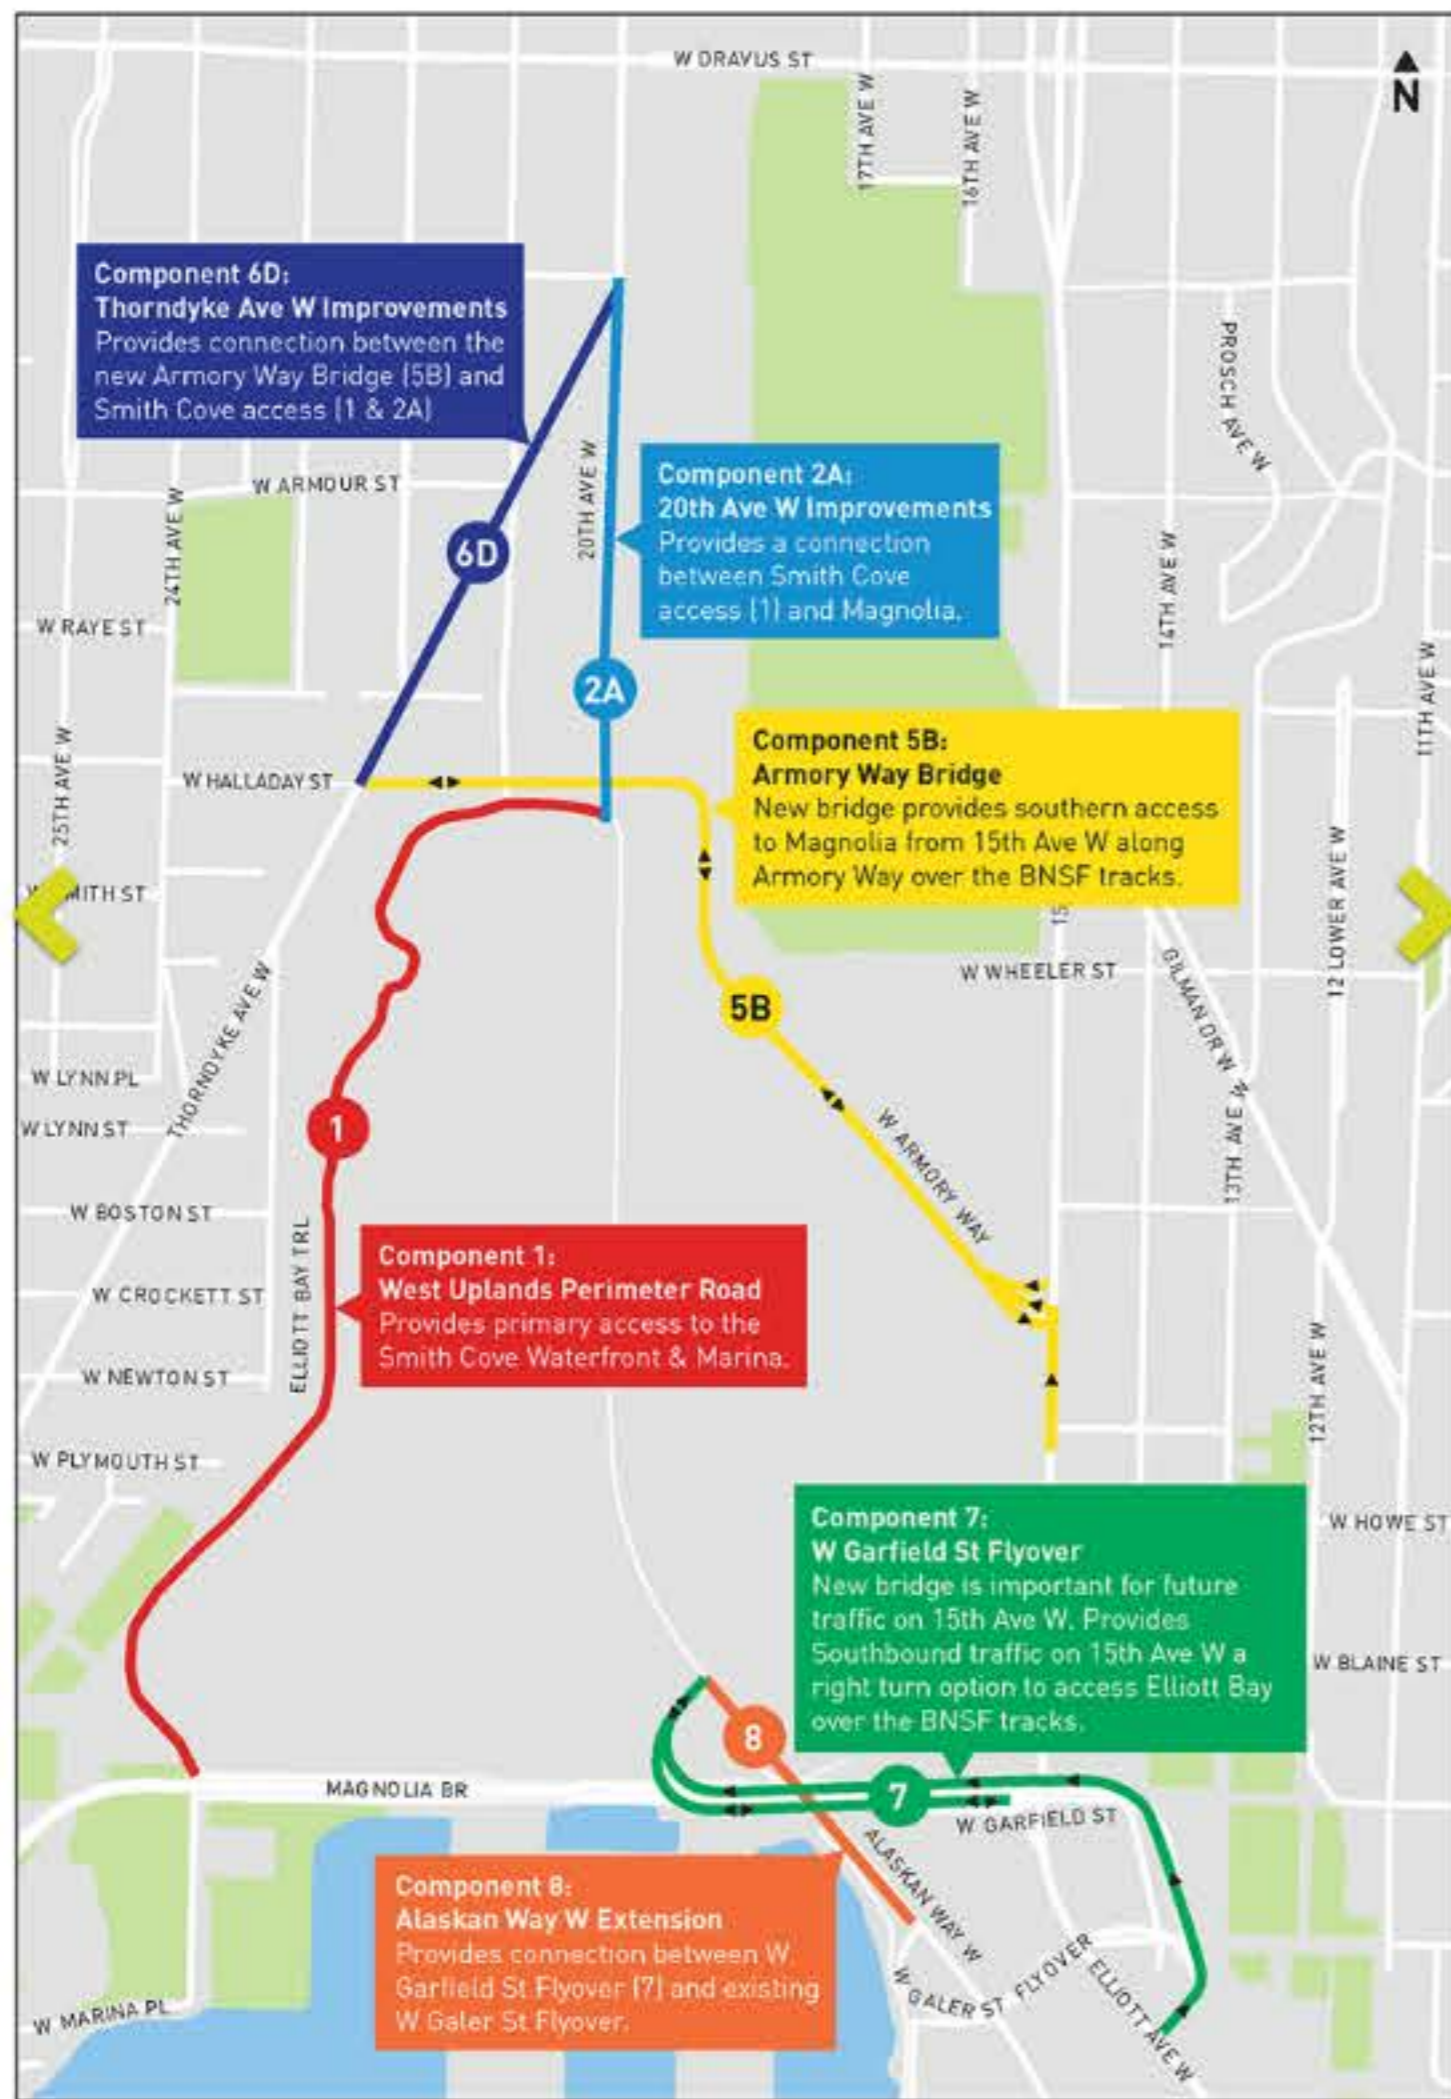 W DRAVUS ST
N
17TH AVE W
16TH AVE W
Component 6D:
Thorndyke Ave W Improvements
Provides connection between the
new Armory Way Bridge (5B) and
Smith Cove access (1 & 2A)
PROSCH AVE W
W ARMOUR ST
24TH AVE W
20TH AVE W
6D
Component 2A:
20th Ave W Improvements
Provides a connection
between Smith Cove
access (1) and Magnolia.
14TH AVE W
W RAYE ST
11TH AVE W
2A
25TH AVE W
W HALLADAY ST
Component 5B:
Armory Way Bridge
New bridge provides southern access
to Magnolia from 15th Ave W along
Armory Way over the BNSF tracks.
MITH ST
15
12 LOWER AVE W
W WHEELER ST
GILMAN DR W
5B
THORNDYKE AVE W
W LYNN PL
W LYNN ST
1
W ARMORY WAY
13TH AVE W
W BOSTON ST
ELLIOTT BAY TRL
Component 1:
West Uplands Perimeter Road
Provides primary access to the
Smith Cove Waterfront & Marina.
W CROCKETT ST
W NEWTON ST
12TH AVE W
W PLYMOUTH ST
Component 7:
W Garfield St Flyover
New bridge is important for future
traffic on 15th Ave W. Provides
Southbound traffic on 15th Ave W a
right turn option to access Elliott Bay
over the BNSF tracks.
W HOWE ST
W BLAINE ST
8
MAGNOLIA BR
7
W GARFIELD ST
ALASKAN WAY W
Component 8:
Alaskan Way W Extension
Provides connection between W
Garfield St Flyover (7) and existing
W Galer St Flyover.
W GALER ST FLYOVER
ELLIOTT AVE W
W MARINA PL